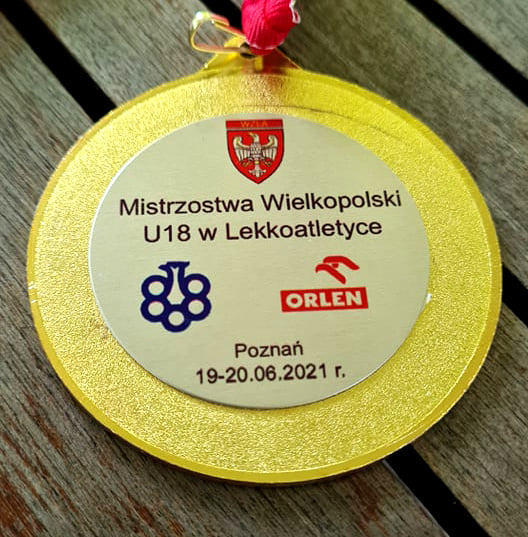 WZLA
Mistrzostwa Wielkopolski
U18 w Lekkoatletyce
ORLEN
Poznań
19-20.06.2021 r.